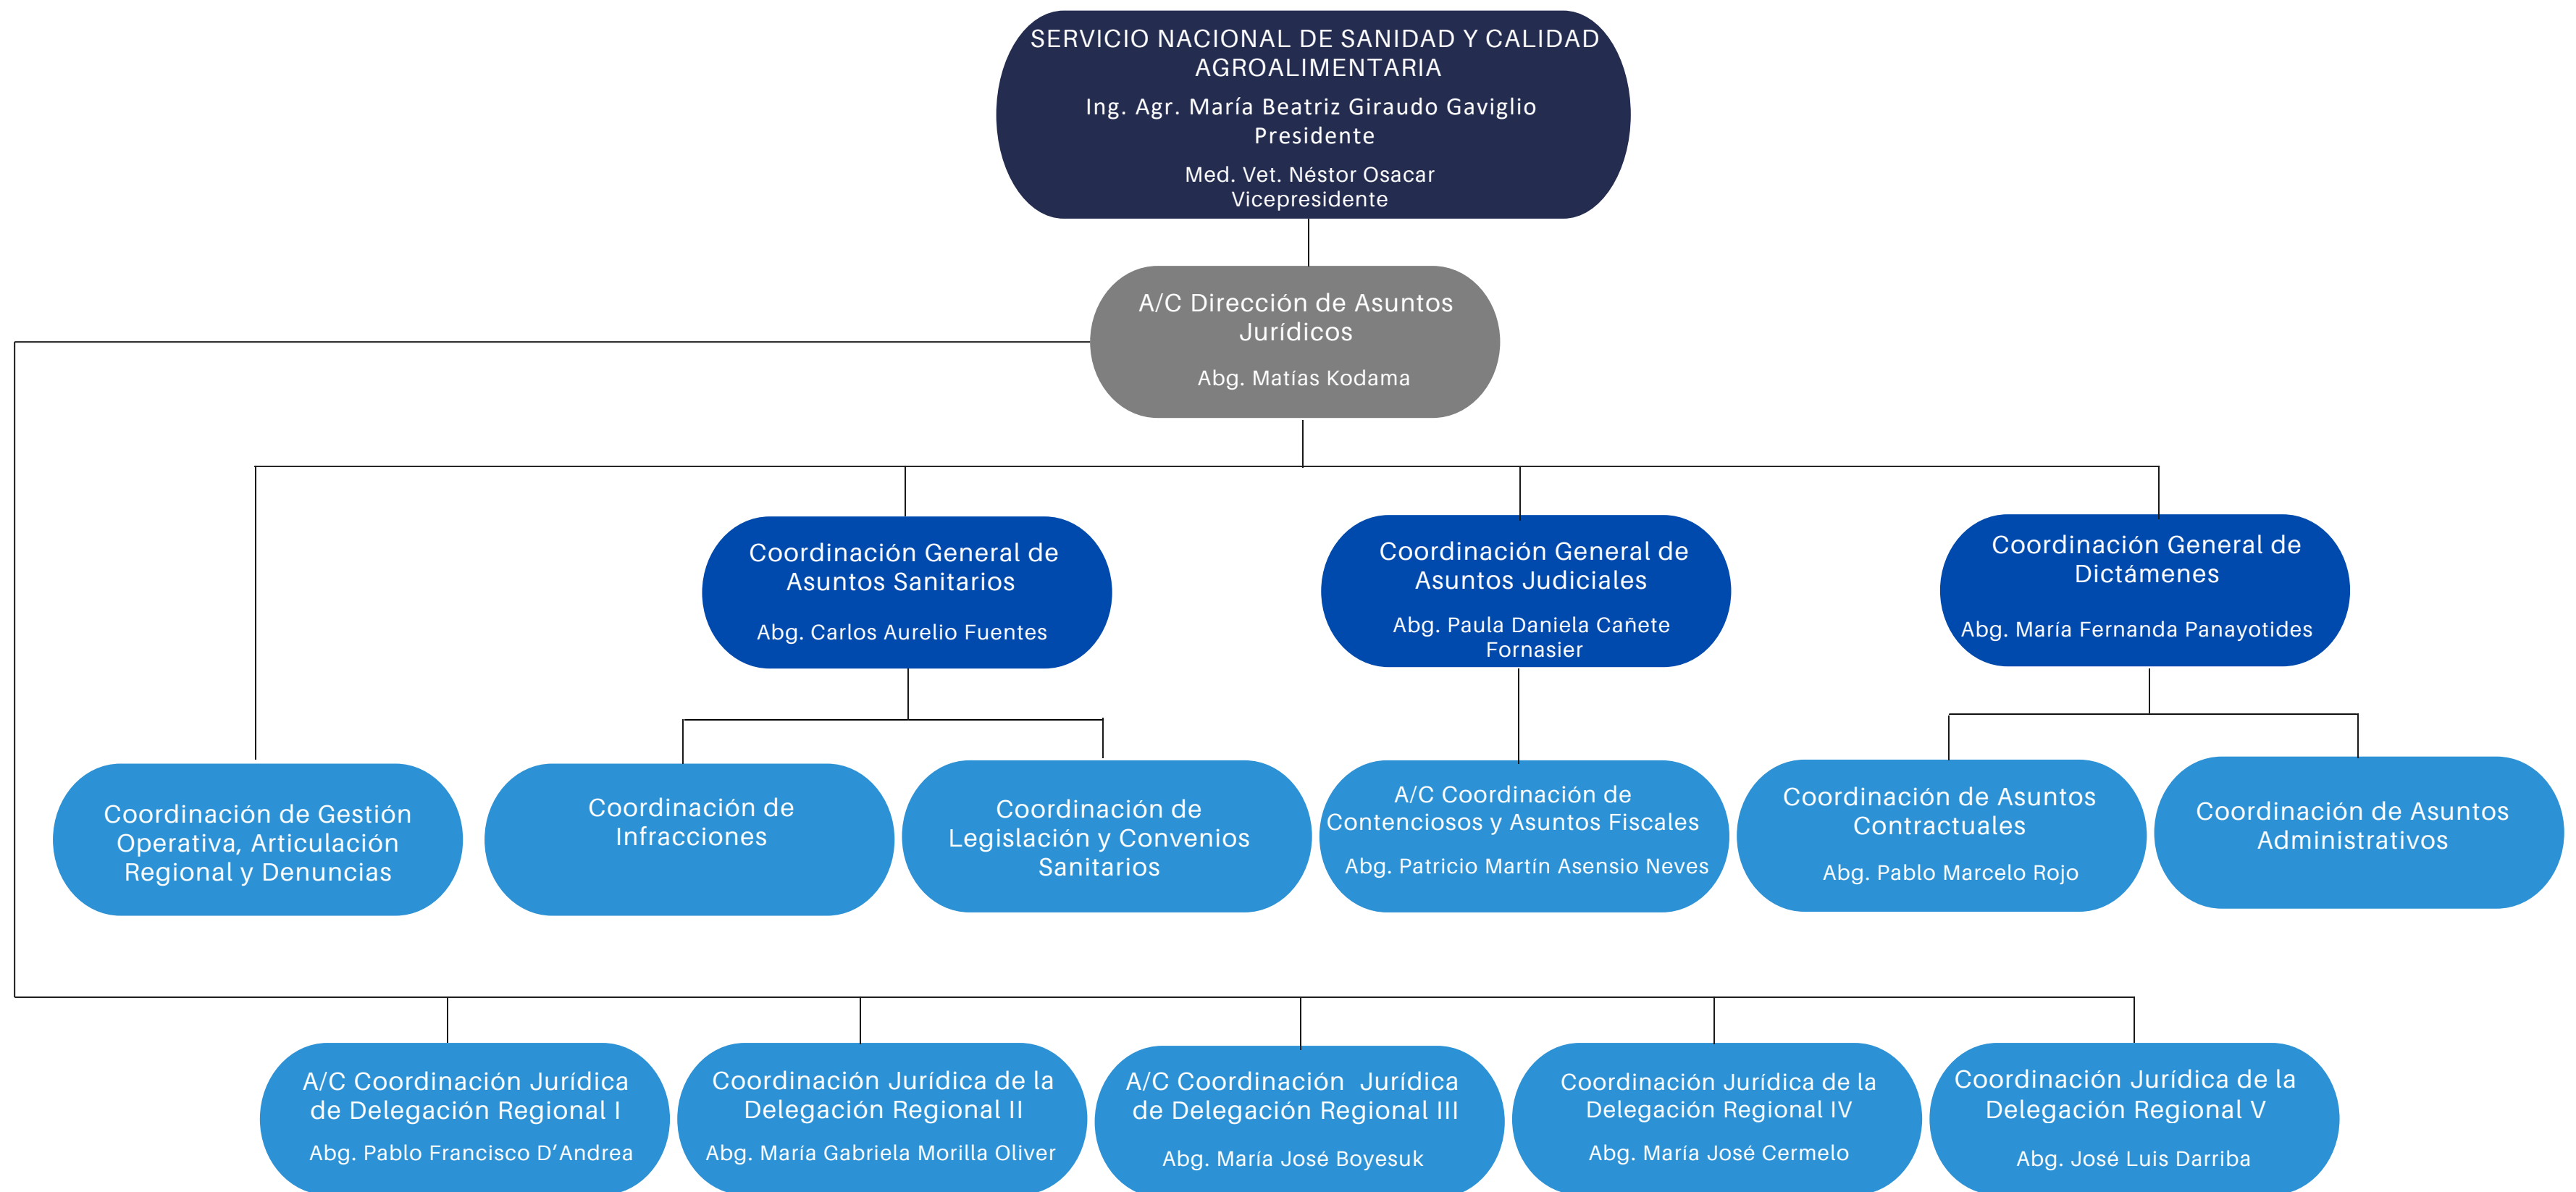 SERVICIO NACIONAL DE SANIDAD Y CALIDAD
AGROALIMENTARIA
Ing. Agr. María Beatriz Giraudo Gaviglio
Presidente
Med. Vet. Néstor Osacar
Vicepresidente
A/C Dirección de Asuntos
Jurídicos
Abg. Matías Kodama
Coordinación General de
Asuntos Sanitarios
Abg. Carlos Aurelio Fuentes
Coordinación General de
Asuntos Judiciales
Abg. Paula Daniela Cañete
Fornasier
Coordinación General de
Dictámenes
Abg. María Fernanda Panayotides
Coordinación de Gestión
Operativa, Articulación
Regional y Denuncias
Coordinación de
Infracciones
Coordinación de
Legislación y Convenios
Sanitarios
A/C Coordinación de
Contenciosos y Asuntos Fiscales
Abg. Patricio Martín Asensio Neves
Coordinación de Asuntos
Contractuales
Abg. Pablo Marcelo Rojo
Coordinación de Asuntos
Administrativos
A/C Coordinación Jurídica
de Delegación Regional I
Abg. Pablo Francisco D’Andrea
Coordinación Jurídica de la
Delegación Regional II
Abg. María Gabriela Morilla Oliver
A/C Coordinación  Jurídica
de Delegación Regional III
Abg. María José Boyesuk
Coordinación Jurídica de la
Delegación Regional IV
Abg. María José Cermelo
Coordinación Jurídica de la
Delegación Regional V
Abg. José Luis Darriba